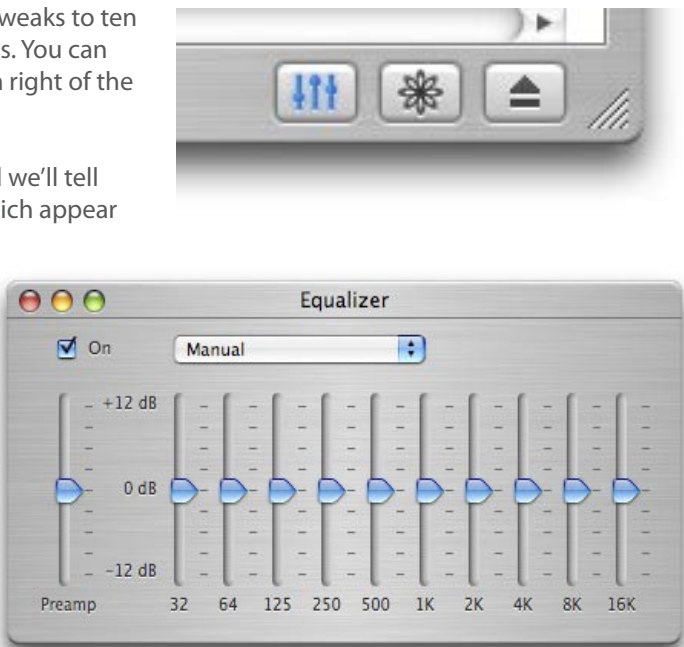 weaks to ten
s. You can
right of the
we'll tell
ich appear
Equalizer
On
Manual
+12 dB
0 dB
-12 dB
Preamp 32 64 125 250 500 1K 2K 4K 8K 16K